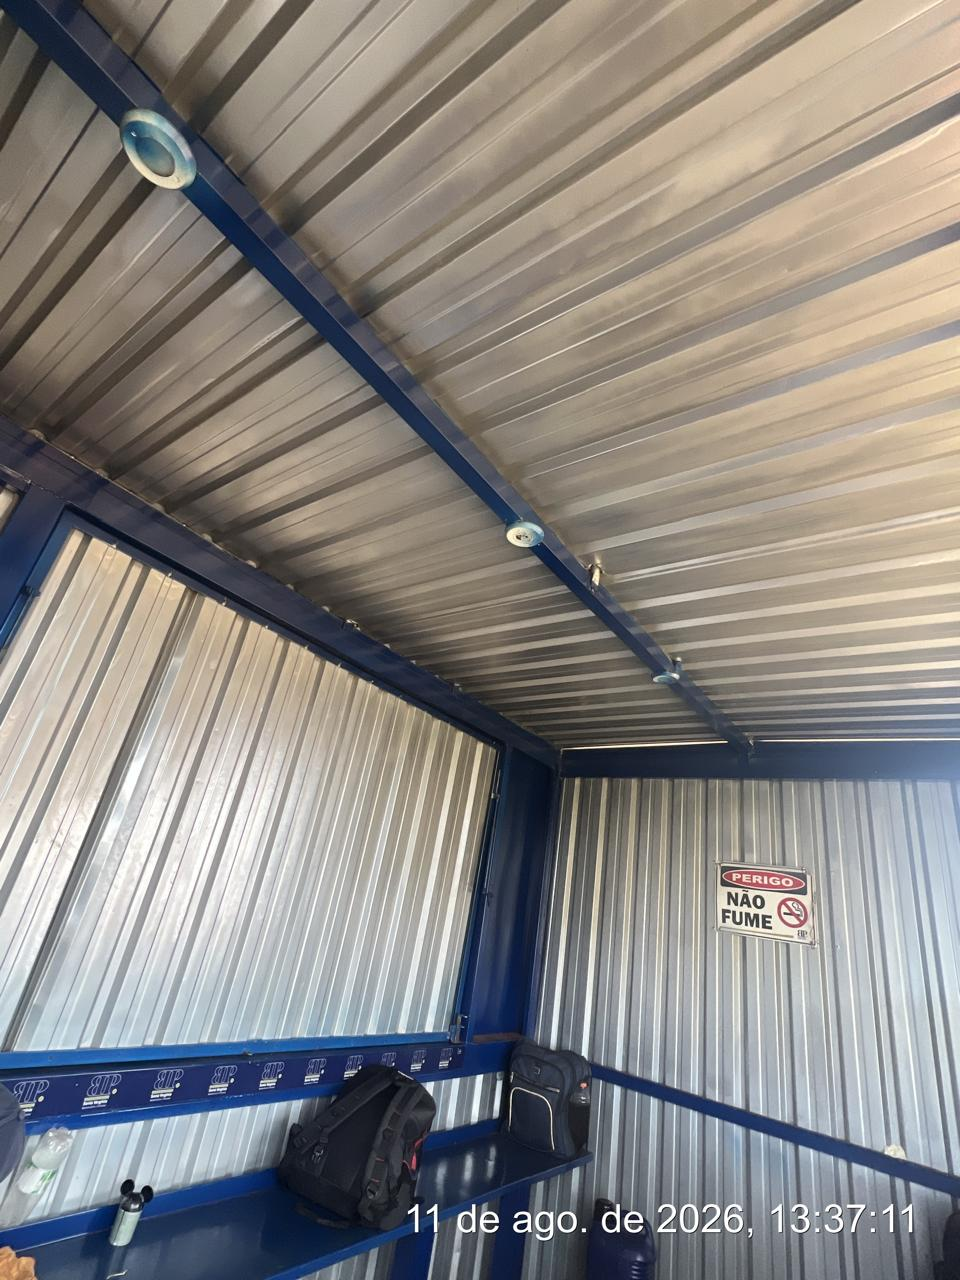 PERIGO
NÃO
FUME
11 de ago. de 2026, 13:37:11